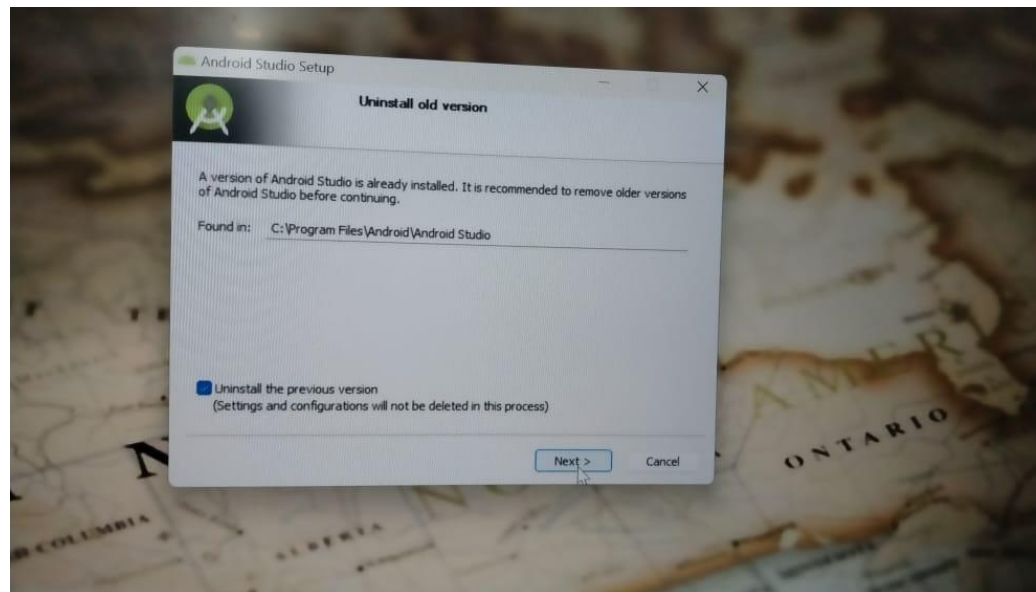 Android Studio Setup
Uninstall old version
A version of Android Studio is already installed. It is recommended to remove older versions
of Android Studio before continuing.
Found in: C:\Program Files\Android\Android Studio
Uninstall the previous version
(Settings and configurations will not be deleted in this process)
Next >
Cancel
ONTARIO